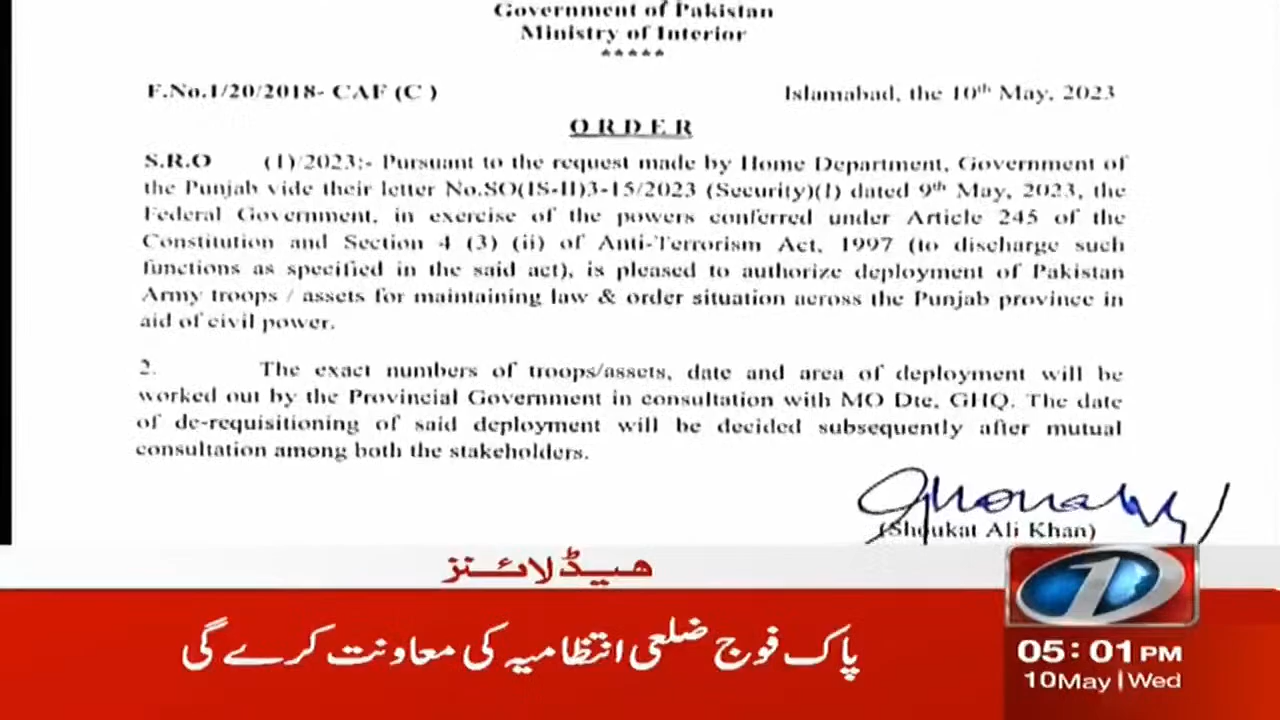 Government of Pakistan
Ministry of Interior
*****
F.No.1/20/2018- CAF (C )
Islamabad, the 10th May, 2023
ORDER
S.R.O (1)/2023:- Pursuant to the request made by Home Department, Government of
the Punjab vide their letter No.SO(IS-II)3-15/2023 (Security)(I) dated 9th May, 2023, the
Federal Government, in exercise of the powers conferred under Article 245 of the
Constitution and Section 4 (3) (ii) of Anti-Terrorism Act, 1997 (to discharge such
functions as specified in the said act), is pleased to authorize deployment of Pakistan
Army troops / assets for maintaining law & order situation across the Punjab province in
aid of civil power.
2. The exact numbers of troops/assets, date and area of deployment will be
worked out by the Provincial Government in consultation with MO Dte, GHQ. The date
of de-requisitioning of said deployment will be decided subsequently after mutual
consultation among both the stakeholders.
(Shoukat Ali Khan)
ہیڈلائنز
پاک فوج ضلعی انتظامیہ کی معاونت کرے گی
1
05:01 PM
10May|Wed